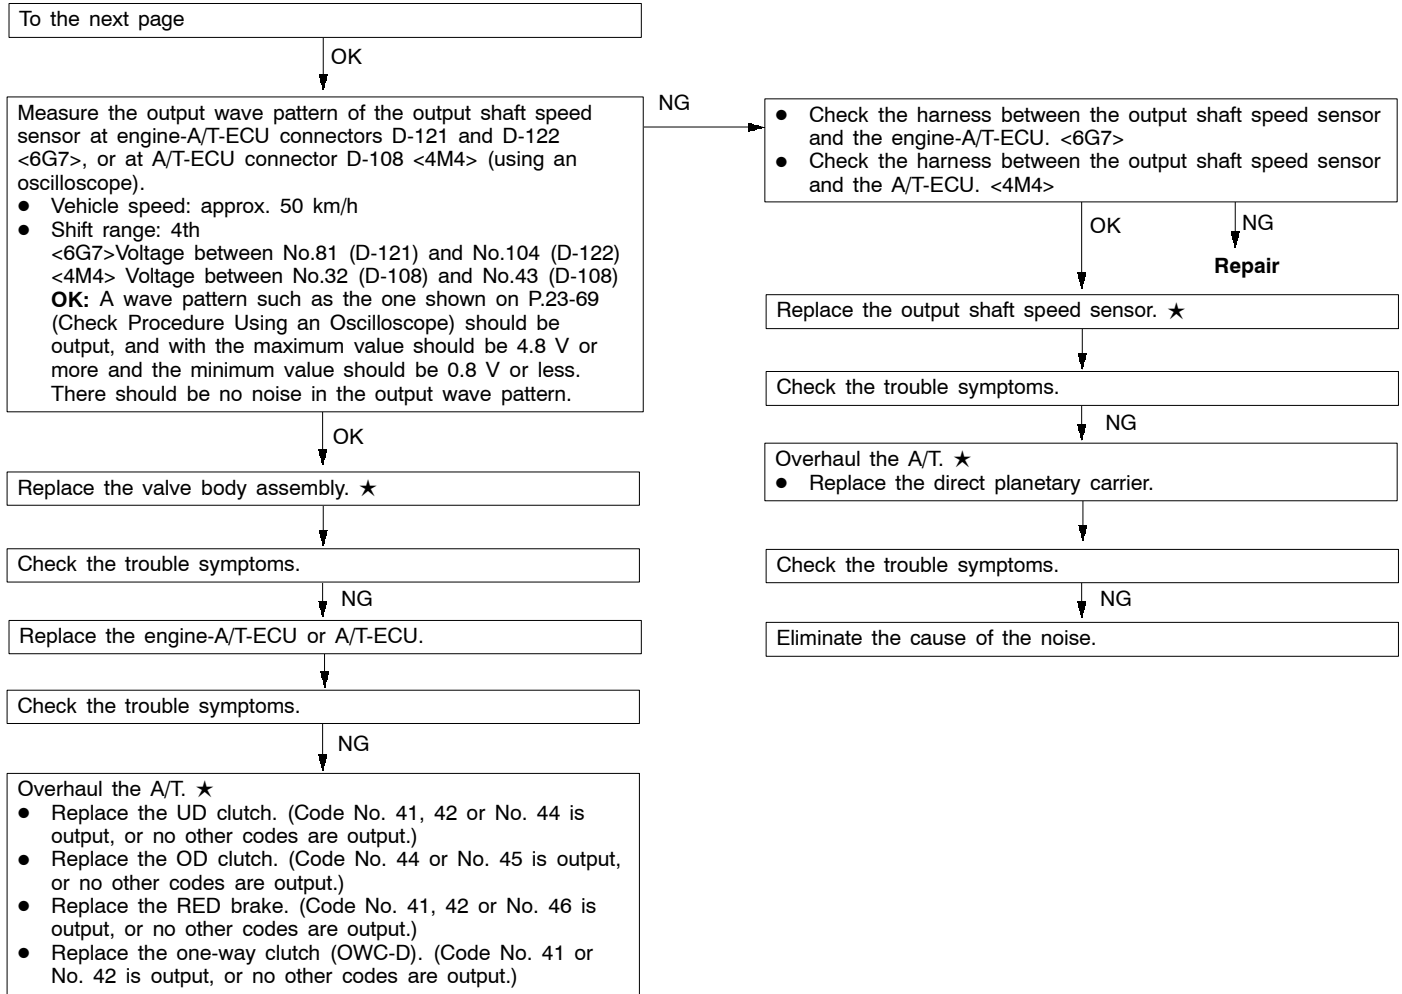 To the next page
OK
Measure the output wave pattern of the output shaft speed
sensor at engine-A/T-ECU connectors D-121 and D-122
<6G7>, or at A/T-ECU connector D-108 <4M4> (using an
oscilloscope).
● Vehicle speed: approx. 50 km/h
● Shift range: 4th
<6G7>Voltage between No.81 (D-121) and No.104 (D-122)
<4M4> Voltage between No.32 (D-108) and No.43 (D-108)
OK: A wave pattern such as the one shown on P.23-69
(Check Procedure Using an Oscilloscope) should be
output, and with the maximum value should be 4.8 V or
more and the minimum value should be 0.8 V or less.
There should be no noise in the output wave pattern.
OK
Replace the valve body assembly. ★
Check the trouble symptoms.
NG
Replace the engine-A/T-ECU or A/T-ECU.
Check the trouble symptoms.
NG
Overhaul the A/T. ★
● Replace the UD clutch. (Code No. 41, 42 or No. 44 is
output, or no other codes are output.)
● Replace the OD clutch. (Code No. 44 or No. 45 is output,
or no other codes are output.)
● Replace the RED brake. (Code No. 41, 42 or No. 46 is
output, or no other codes are output.)
● Replace the one-way clutch (OWC-D). (Code No. 41 or
No. 42 is output, or no other codes are output.)
NG
● Check the harness between the output shaft speed sensor
and the engine-A/T-ECU. <6G7>
● Check the harness between the output shaft speed sensor
and the A/T-ECU. <4M4>
OK
NG
Repair
Replace the output shaft speed sensor. ★
Check the trouble symptoms.
NG
Overhaul the A/T. ★
● Replace the direct planetary carrier.
Check the trouble symptoms.
NG
Eliminate the cause of the noise.